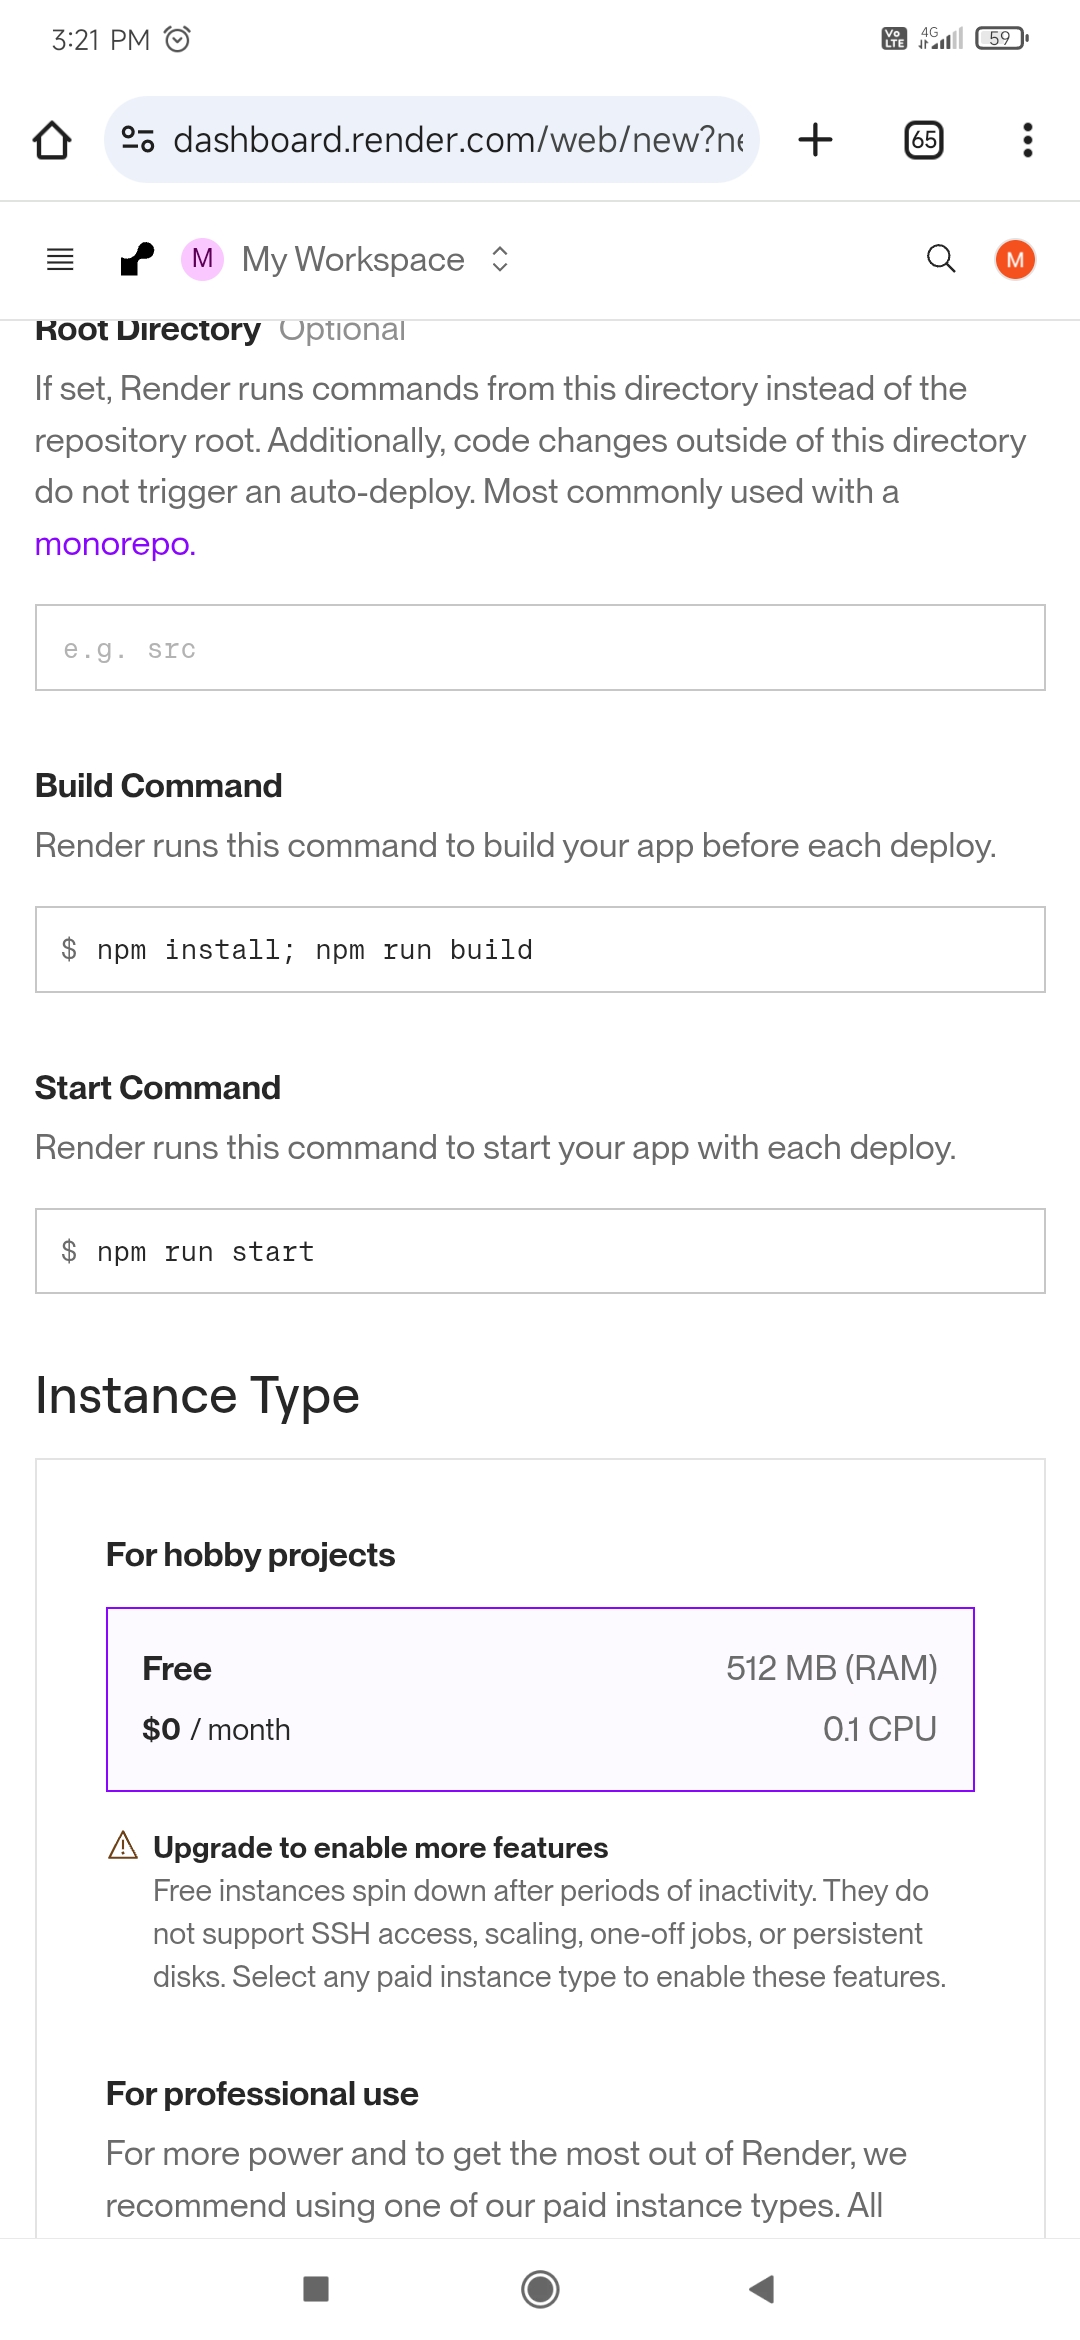 3:21 PM
Vo LTE 4G 59
dashboard.render.com/web/new?ne
65
M My Workspace M
Root Directory Optional
If set, Render runs commands from this directory instead of the
repository root. Additionally, code changes outside of this directory
do not trigger an auto-deploy. Most commonly used with a
monorepo.
e.g. src
Build Command
Render runs this command to build your app before each deploy.
$ npm install; npm run build
Start Command
Render runs this command to start your app with each deploy.
$ npm run start
Instance Type
For hobby projects
Free 512 MB (RAM)
$0 / month 0.1 CPU
Upgrade to enable more features
Free instances spin down after periods of inactivity. They do
not support SSH access, scaling, one-off jobs, or persistent
disks. Select any paid instance type to enable these features.
For professional use
For more power and to get the most out of Render, we
recommend using one of our paid instance types. All